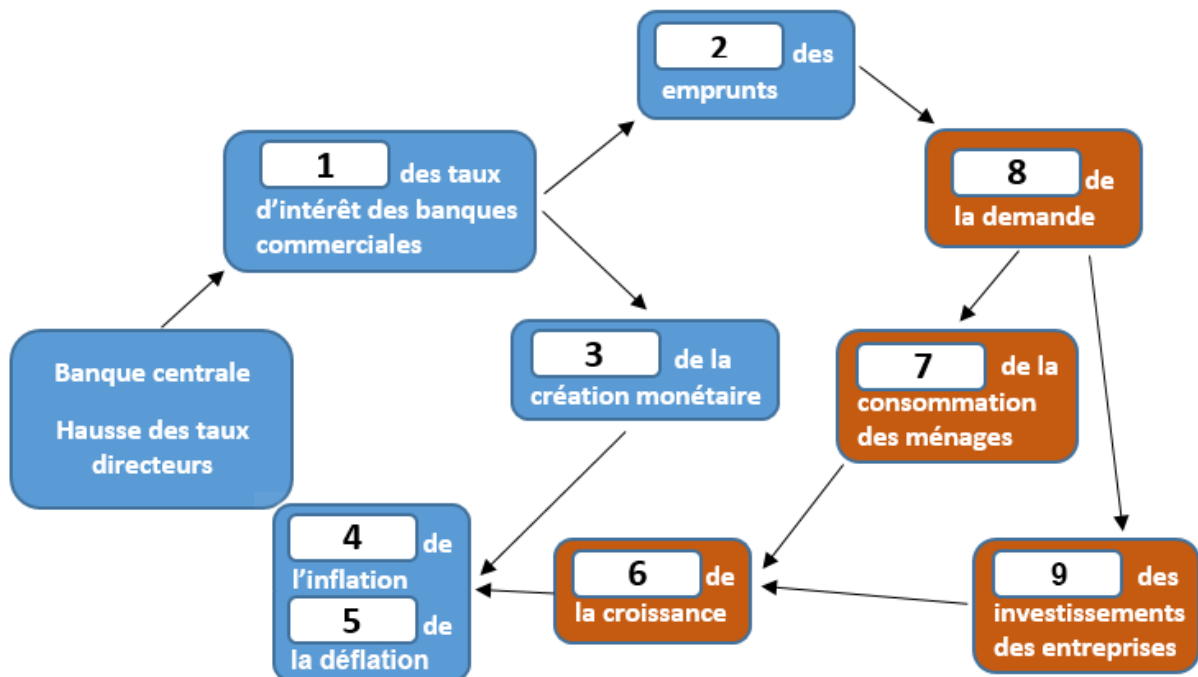 2 des
emprunts
1 des taux
d'intérêt des banques
commerciales
8 de
la demande
Banque centrale
Hausse des taux
directeurs
3 de la
création monétaire
7 de la
consommation
des ménages
4 de
l'inflation
5 de
la déflation
6 de
la croissance
9 des
investissements
des entreprises